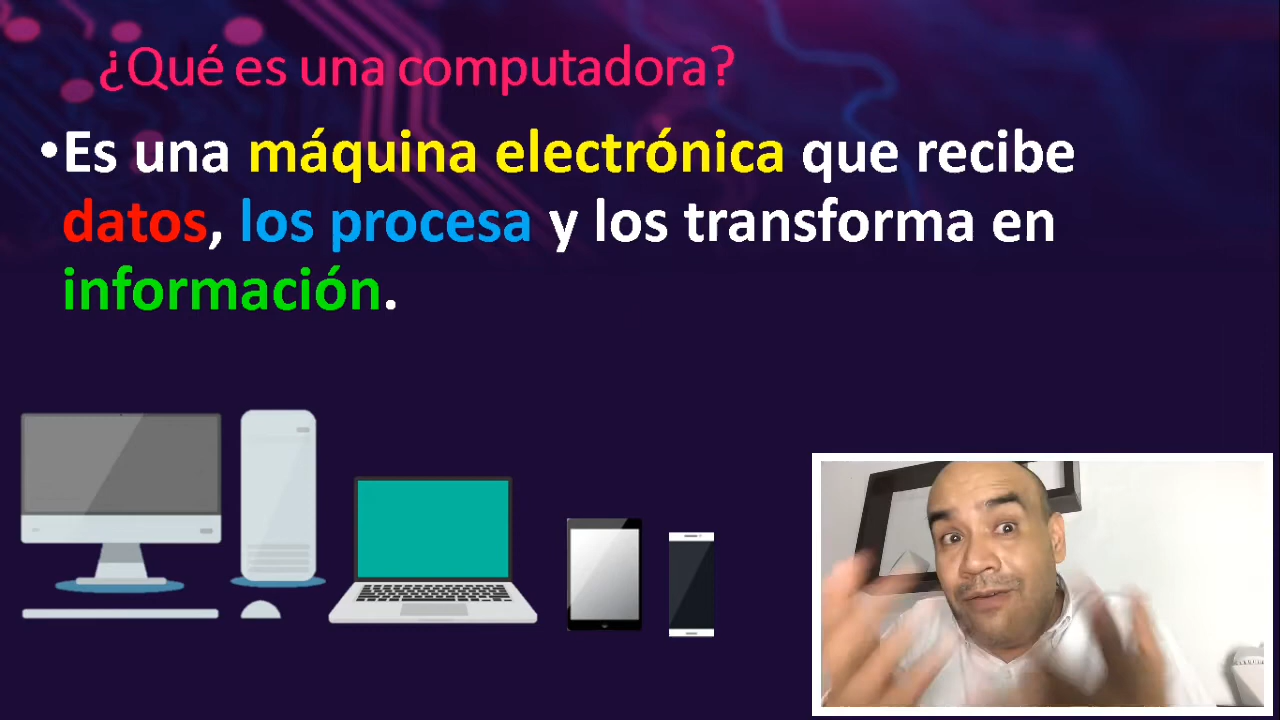 ¿Qué es una computadora?
•Es una máquina electrónica que recibe
datos, los procesa y los transforma en
información.